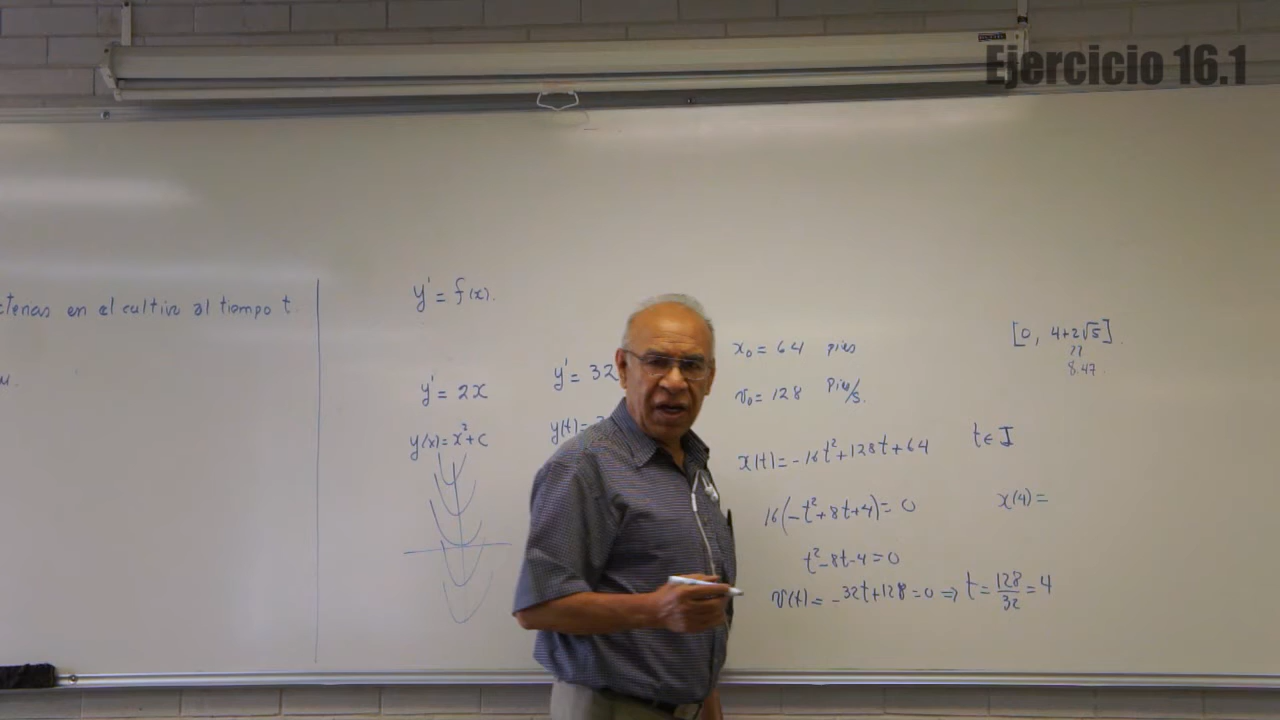 Ejercicio 16.1
en el cultivo al tiempo t.
y' = f(x).
y' = 2x
y(x) = x² + c
y' = 32
y(t) =
x₀ = 64 pies
v₀ = 128 pies/s.
x(t) = -16t² + 128t + 64
t ∈ I
16(-t² + 8t + 4) = 0
t² - 8t - 4 = 0
v(t) = -32t + 128 = 0 ⇒ t = 128/32 = 4
[0, 4+2√5].
8.47.
x(4) =